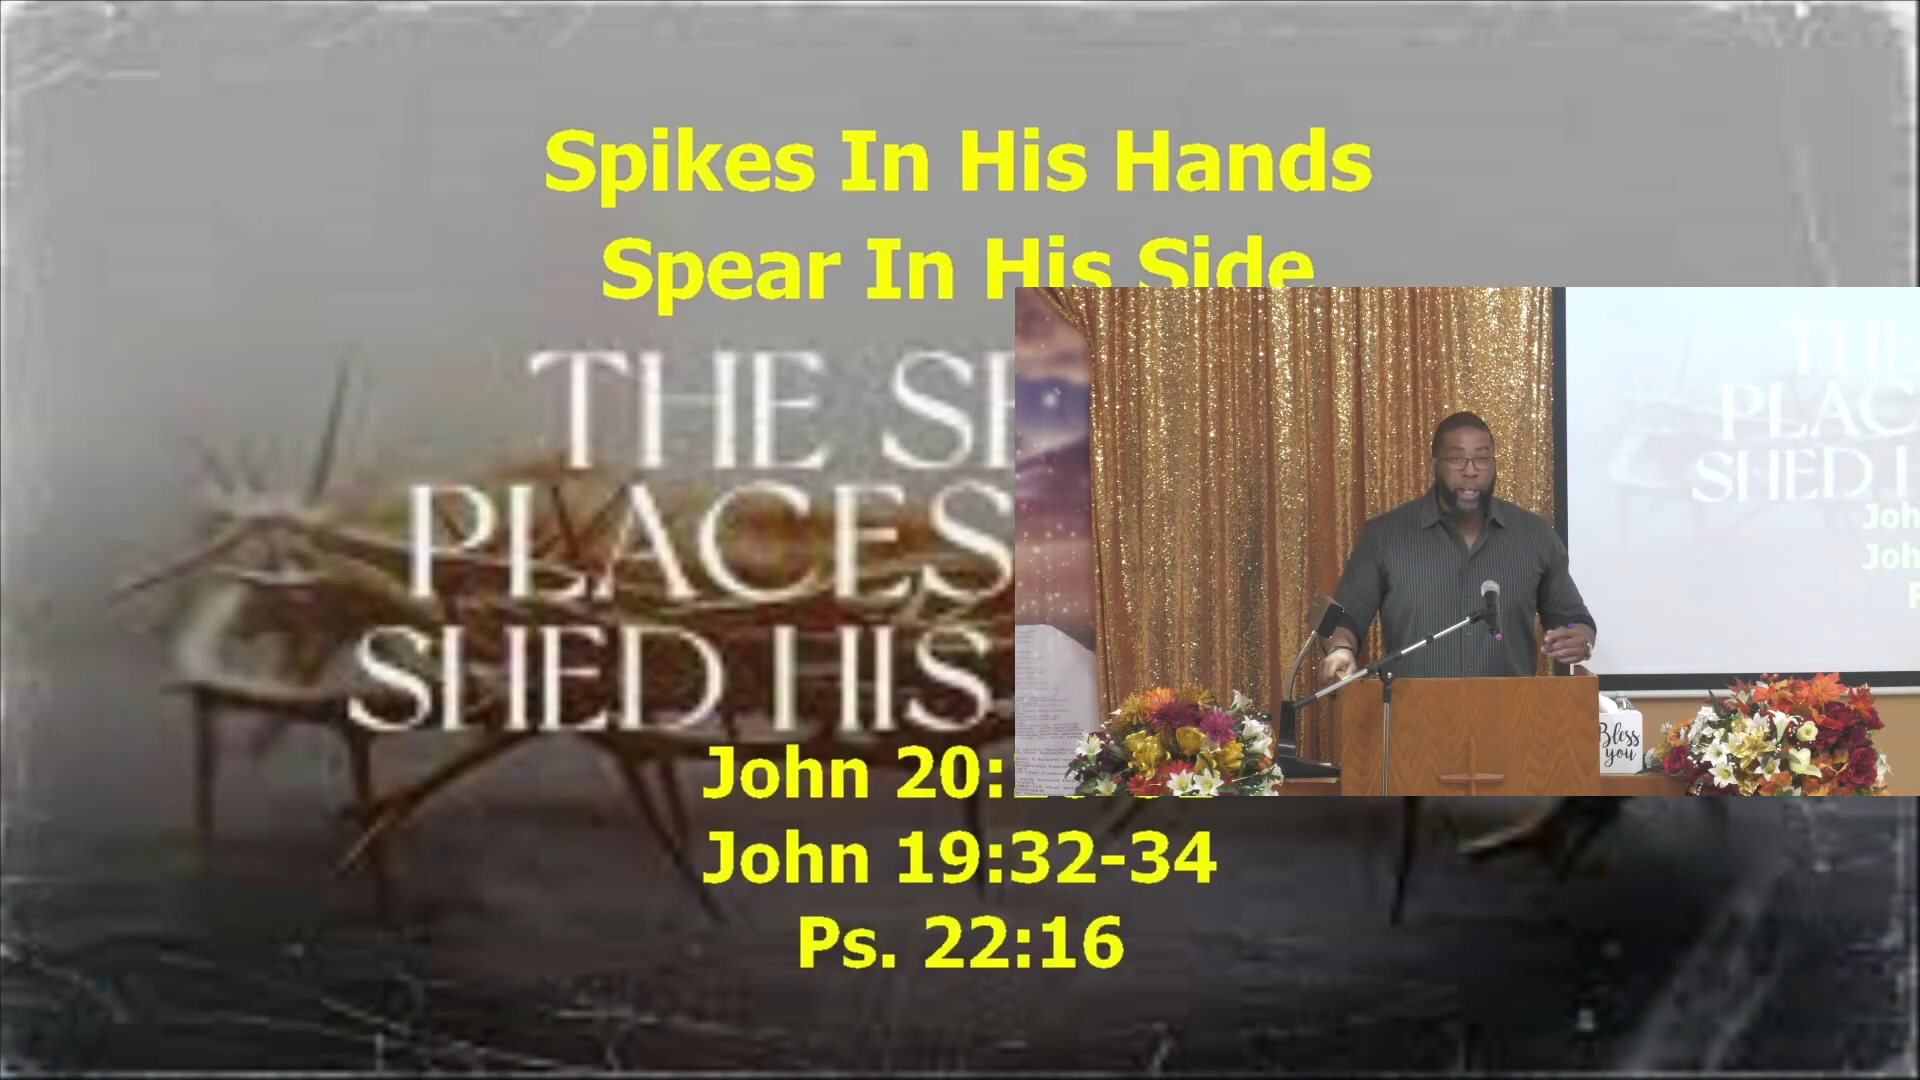 Spikes In His Hands
Spear In His Side
THE
PLACES
SHED HIS
John 20:
John 19:32-34
Ps. 22:16
THE
PLAC
SHED
Joh
Joh
Bless
you